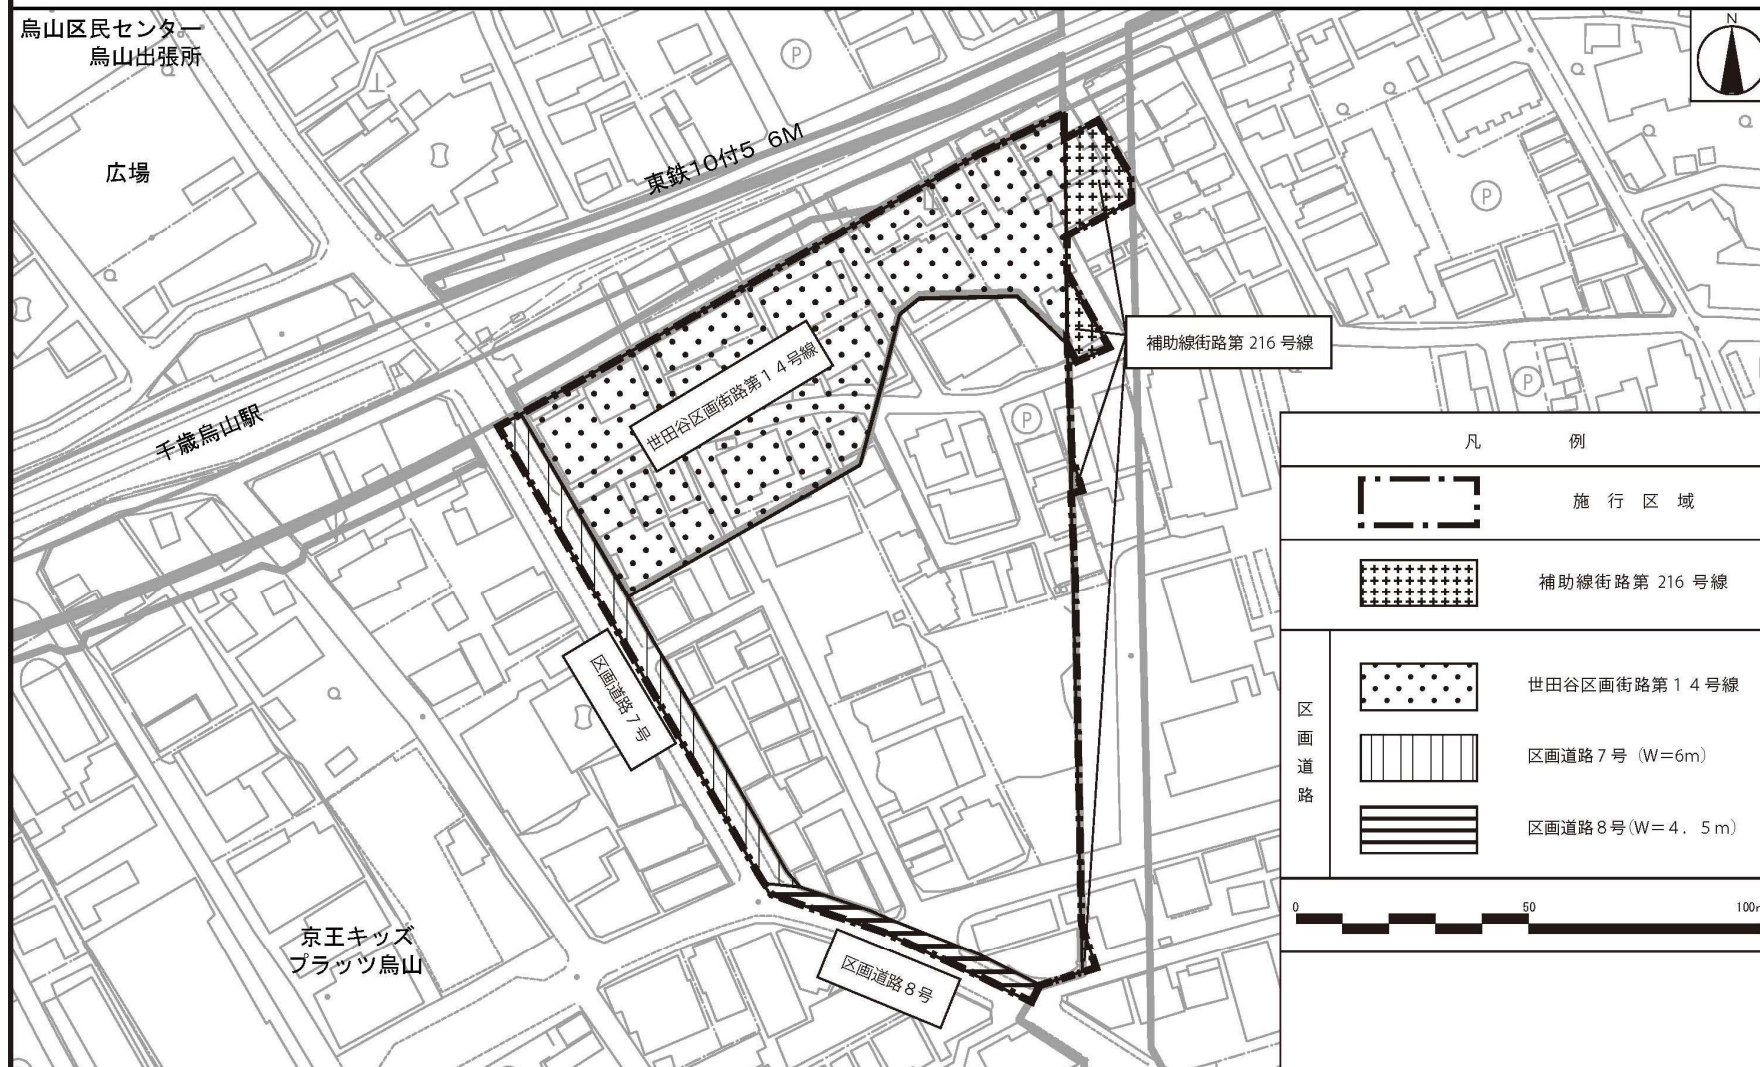 烏山区民センター
烏山出張所
広場
東鉄10付5 6M
N
P
P
P
P
千歳烏山駅
世田谷区画街路第14号線
補助線街路第 216 号線
区画道路7号
区画道路8号
京王キッズ
プラッツ烏山
凡 例
施 行 区 域
補助線街路第 216 号線
区画道路
世田谷区画街路第14号線
区画道路7号 (W=6m)
区画道路8号(W=4.5m)
0 50 100m